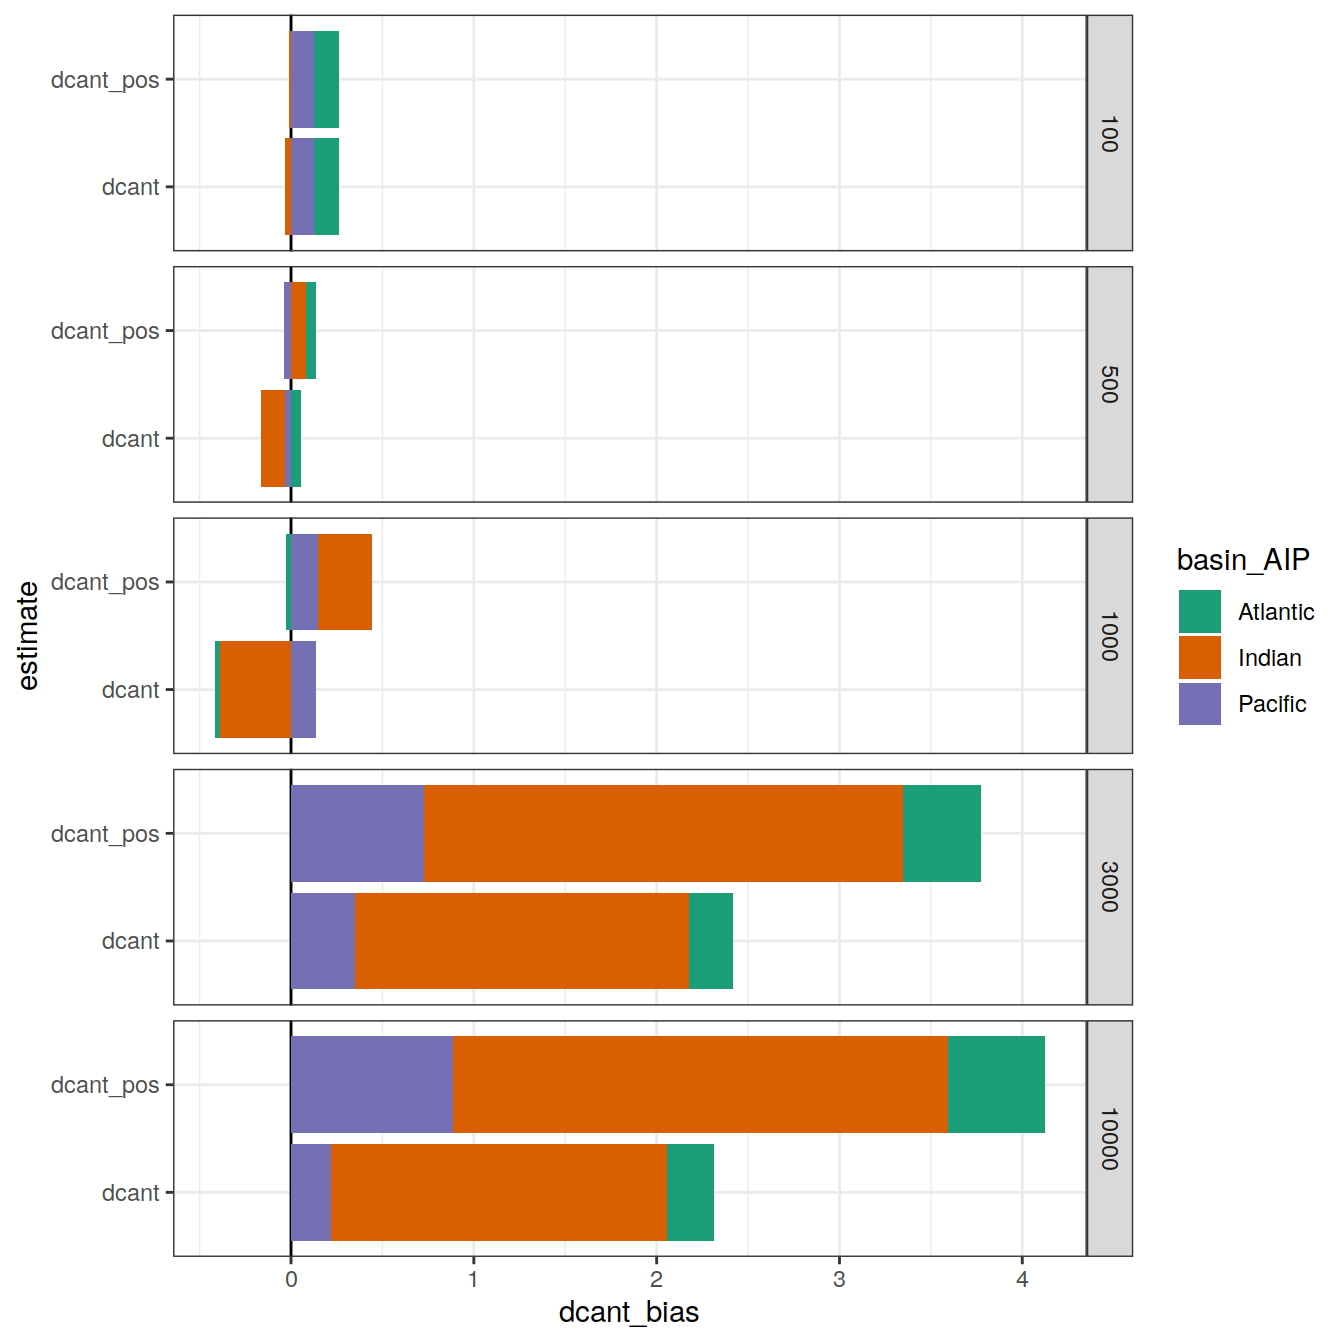 dcant_pos
dcant
100
dcant_pos
dcant
500
dcant_pos
dcant
1000
dcant_pos
dcant
3000
dcant_pos
dcant
10000
estimate
0 1 2 3 4
dcant_bias
basin_AIP
Atlantic
Indian
Pacific